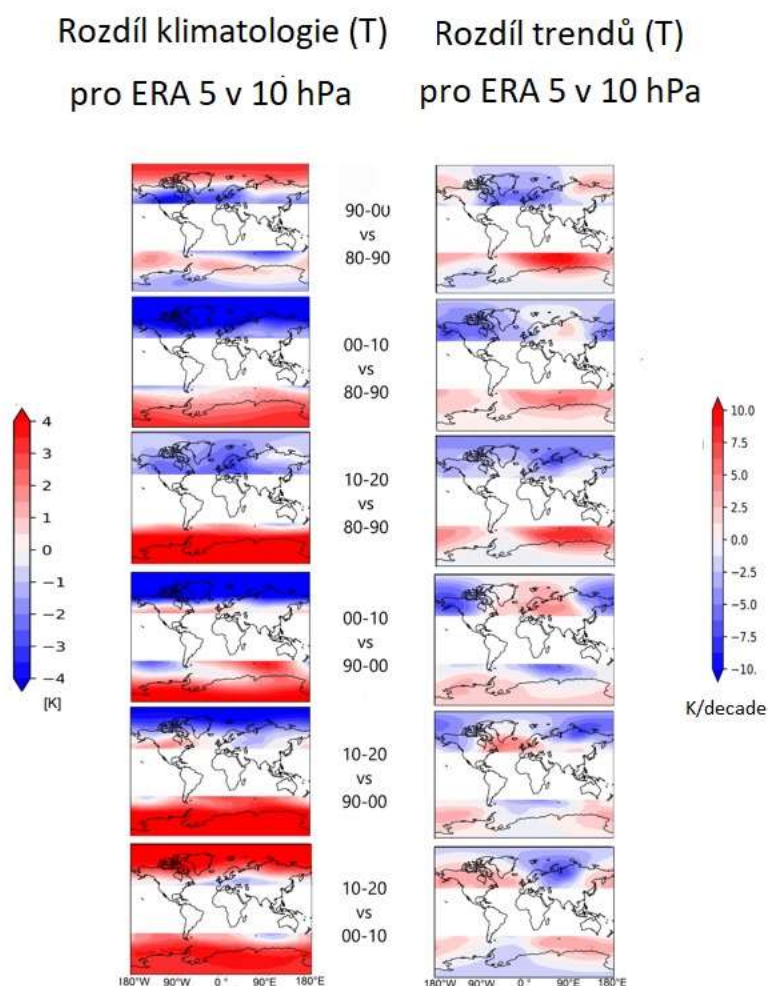 Rozdíl klimatologie (T)
pro ERA 5 v 10 hPa
Rozdíl trendů (T)
pro ERA 5 v 10 hPa
90-00
vs
80-90
00-10
vs
80-90
10-20
vs
80-90
00-10
vs
90-00
10-20
vs
90-00
10-20
vs
00-10
4
3
2
1
0
−1
−2
−3
−4
[K]
10.0
7.5
5.0
2.5
0.0
−2.5
−5.0
−7.5
−10.
K/decade
180°W 90°W 0° 90°E 180°E
180°W 90°W 0° 90°E 180°E